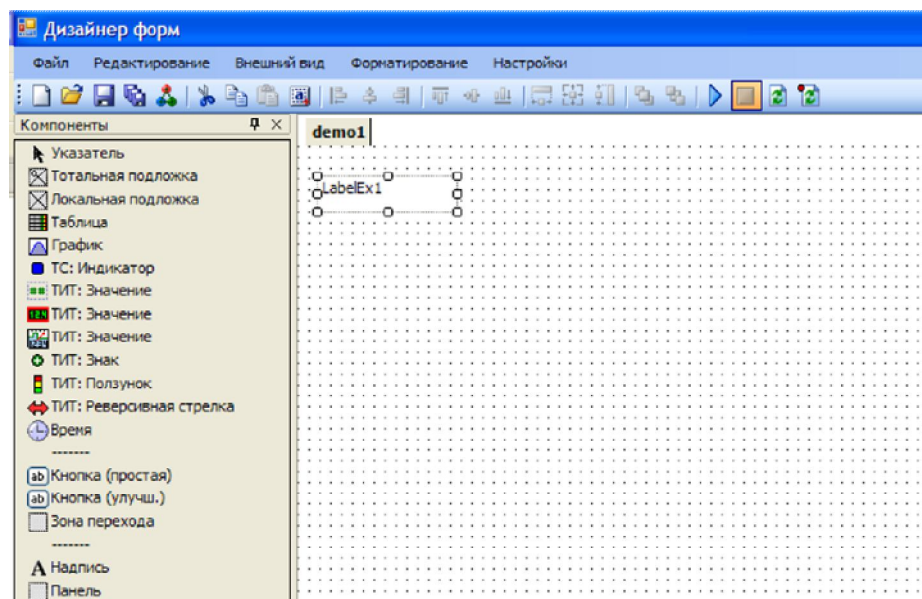 Дизайнер форм
Файл Редактирование Внешний вид Форматирование Настройки
Компоненты
demo1
Указатель
Тотальная подложка
LabelEx1
Локальная подложка
Таблица
График
ТС: Индикатор
ТИТ: Значение
ТИТ: Значение
ТИТ: Значение
ТИТ: Знак
ТИТ: Ползунок
ТИТ: Реверсивная стрелка
Время
-------
ab Кнопка (простая)
ab Кнопка (улучш.)
Зона перехода
-------
A Надпись
Панель